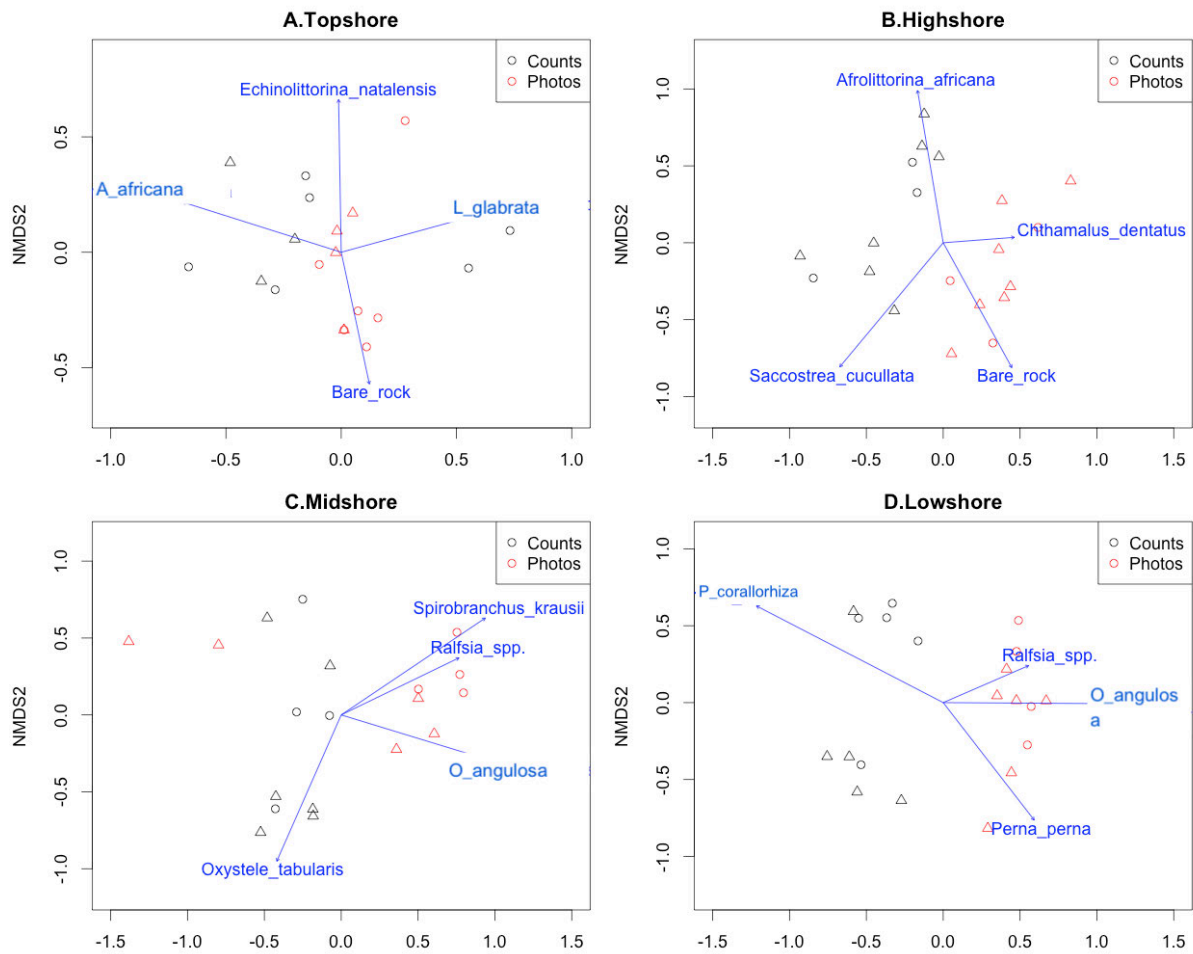 A.Topshore
Counts
Photos
Echinolittorina_natalensis
A_africana
L_glabrata
Bare_rock
NMDS2
0.5
0.0
-0.5
-1.0
-0.5
0.0
0.5
1.0
B.Highshore
Counts
Photos
Afrolittorina_africana
Chthamalus_dentatus
Saccostrea_cucullata
Bare_rock
NMDS2
1.0
0.5
0.0
-0.5
-1.0
-1.5
-1.0
-0.5
0.0
0.5
1.0
1.5
C.Midshore
Counts
Photos
Spirobranchus_krausii
Ralfsia_spp.
O_angulosa
Oxystele_tabularis
NMDS2
1.0
0.5
0.0
-0.5
-1.0
-1.5
-1.0
-0.5
0.0
0.5
1.0
1.5
D.Lowshore
Counts
Photos
P_corallorhiza
Ralfsia_spp.
O_angulos
a
Perna_perna
NMDS2
1.0
0.5
0.0
-0.5
-1.0
-1.5
-1.0
-0.5
0.0
0.5
1.0
1.5